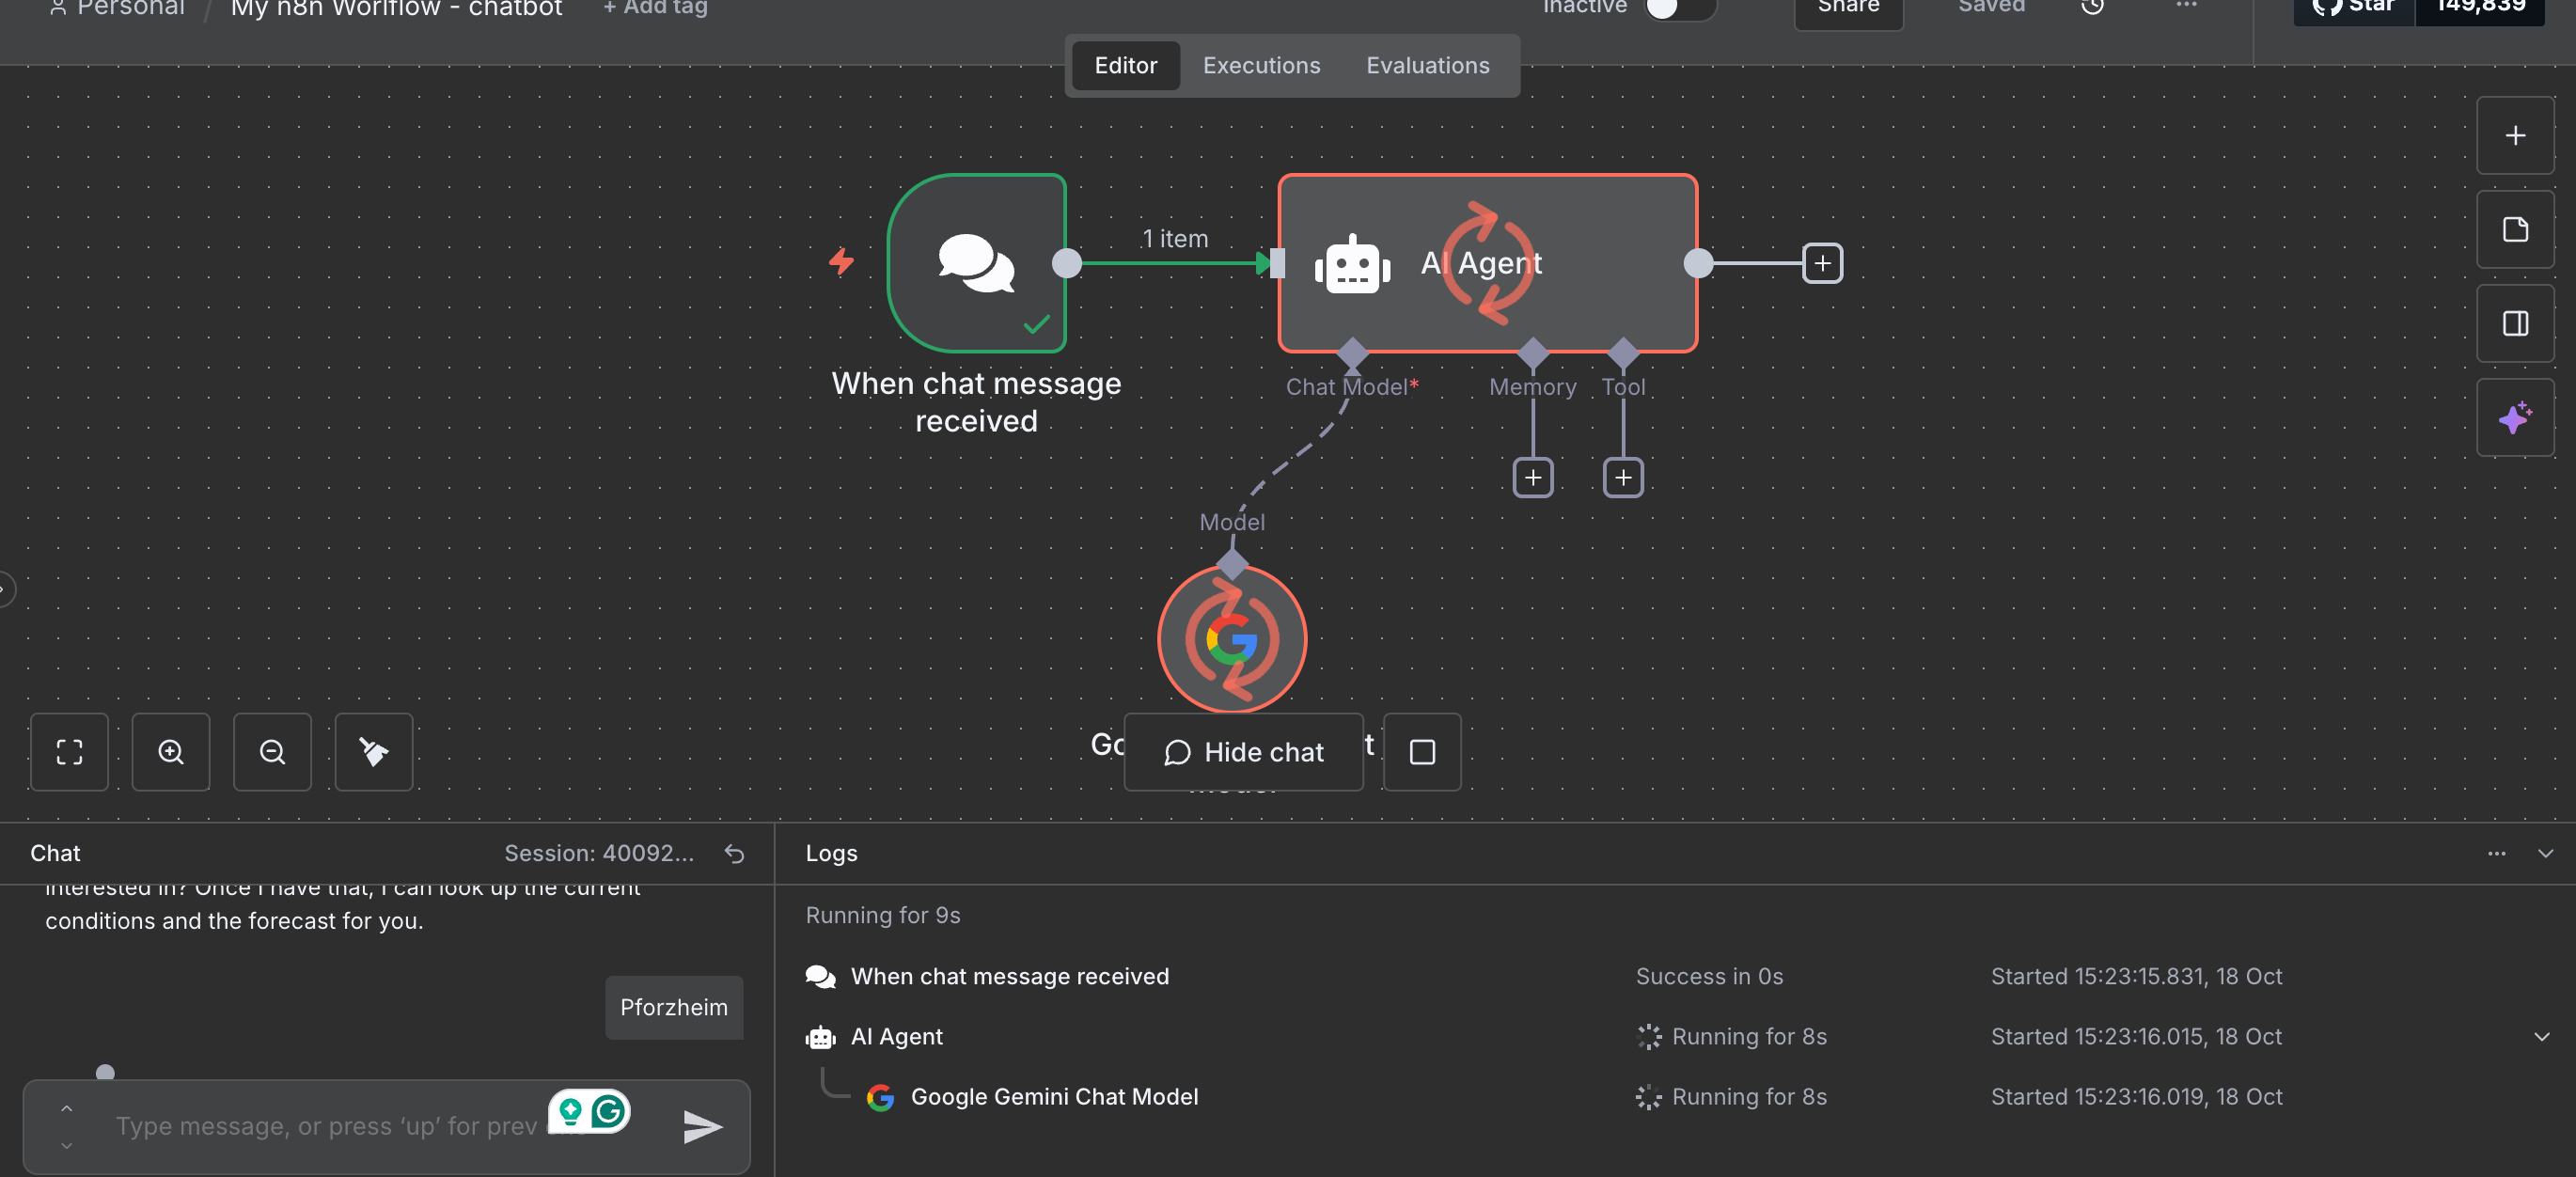 Personal / My n8n Worlflow - chatbot + Add tag
Inactive Share Saved ... Star 149,839
Editor Executions Evaluations
1 item
AI Agent
When chat message
received
Chat Model* Memory Tool
Model
Hide chat
Chat Session: 40092...
interested in? Once I have that, I can look up the current
conditions and the forecast for you.
Pforzheim
Type message, or press ‘up’ for prev
Logs
Running for 9s
When chat message received Success in 0s Started 15:23:15.831, 18 Oct
AI Agent Running for 8s Started 15:23:16.015, 18 Oct
Google Gemini Chat Model Running for 8s Started 15:23:16.019, 18 Oct